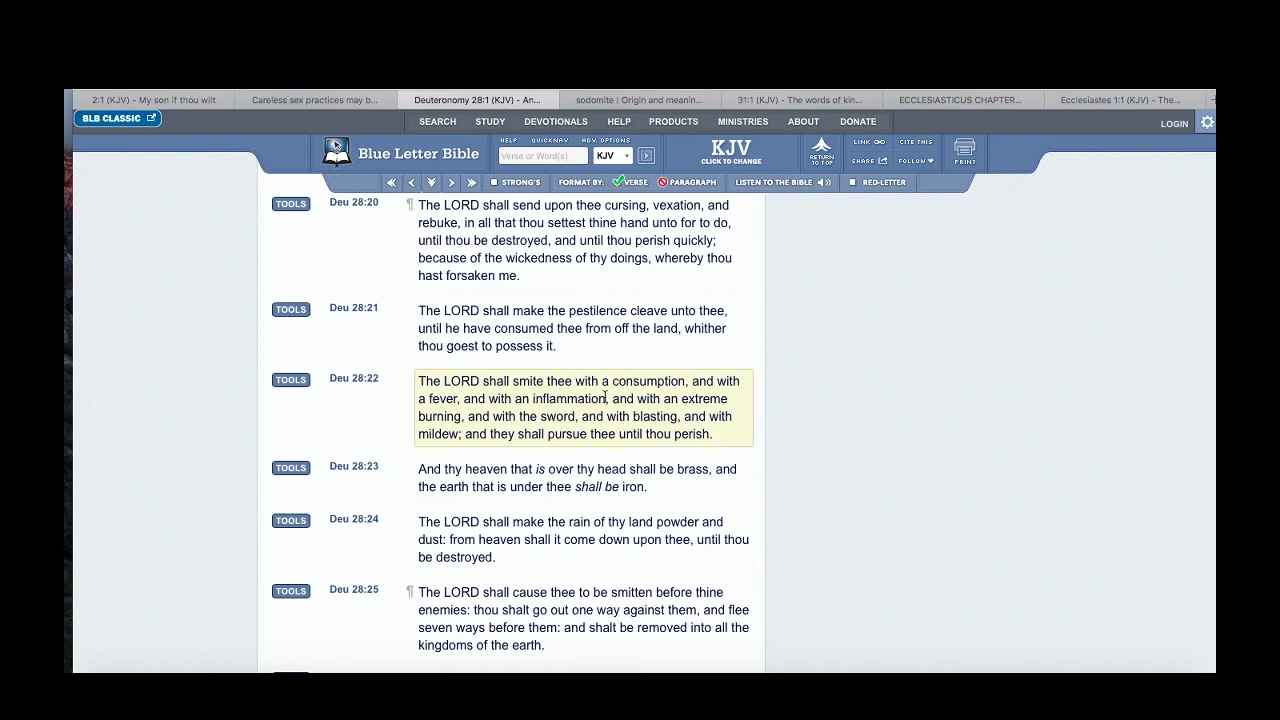 2:1 (KJV) - My son if thou wilt
Careless sex practices may b...
Deuteronomy 28:1 (KJV) - An...
sodomite | Origin and meanin...
31:1 (KJV) - The words of kin...
ECCLESIASTICUS CHAPTER...
Ecclesiastes 1:1 (KJV) - The...
BLB CLASSIC
SEARCH STUDY DEVOTIONALS HELP PRODUCTS MINISTRIES ABOUT DONATE
LOGIN
Blue Letter Bible
HELP QUICKNAV ADV. OPTIONS
Verse or Word(s)
KJV
KJV
CLICK TO CHANGE
RETURN
TO TOP
LINK
CITE THIS
SHARE
FOLLOW
PRINT
STRONG'S FORMAT BY: VERSE PARAGRAPH LISTEN TO THE BIBLE RED-LETTER
TOOLS Deu 28:20 ¶ The LORD shall send upon thee cursing, vexation, and
rebuke, in all that thou settest thine hand unto for to do,
until thou be destroyed, and until thou perish quickly;
because of the wickedness of thy doings, whereby thou
hast forsaken me.
TOOLS Deu 28:21 The LORD shall make the pestilence cleave unto thee,
until he have consumed thee from off the land, whither
thou goest to possess it.
TOOLS Deu 28:22 The LORD shall smite thee with a consumption, and with
a fever, and with an inflammation, and with an extreme
burning, and with the sword, and with blasting, and with
mildew; and they shall pursue thee until thou perish.
TOOLS Deu 28:23 And thy heaven that is over thy head shall be brass, and
the earth that is under thee shall be iron.
TOOLS Deu 28:24 The LORD shall make the rain of thy land powder and
dust: from heaven shall it come down upon thee, until thou
be destroyed.
TOOLS Deu 28:25 ¶ The LORD shall cause thee to be smitten before thine
enemies: thou shalt go out one way against them, and flee
seven ways before them: and shalt be removed into all the
kingdoms of the earth.